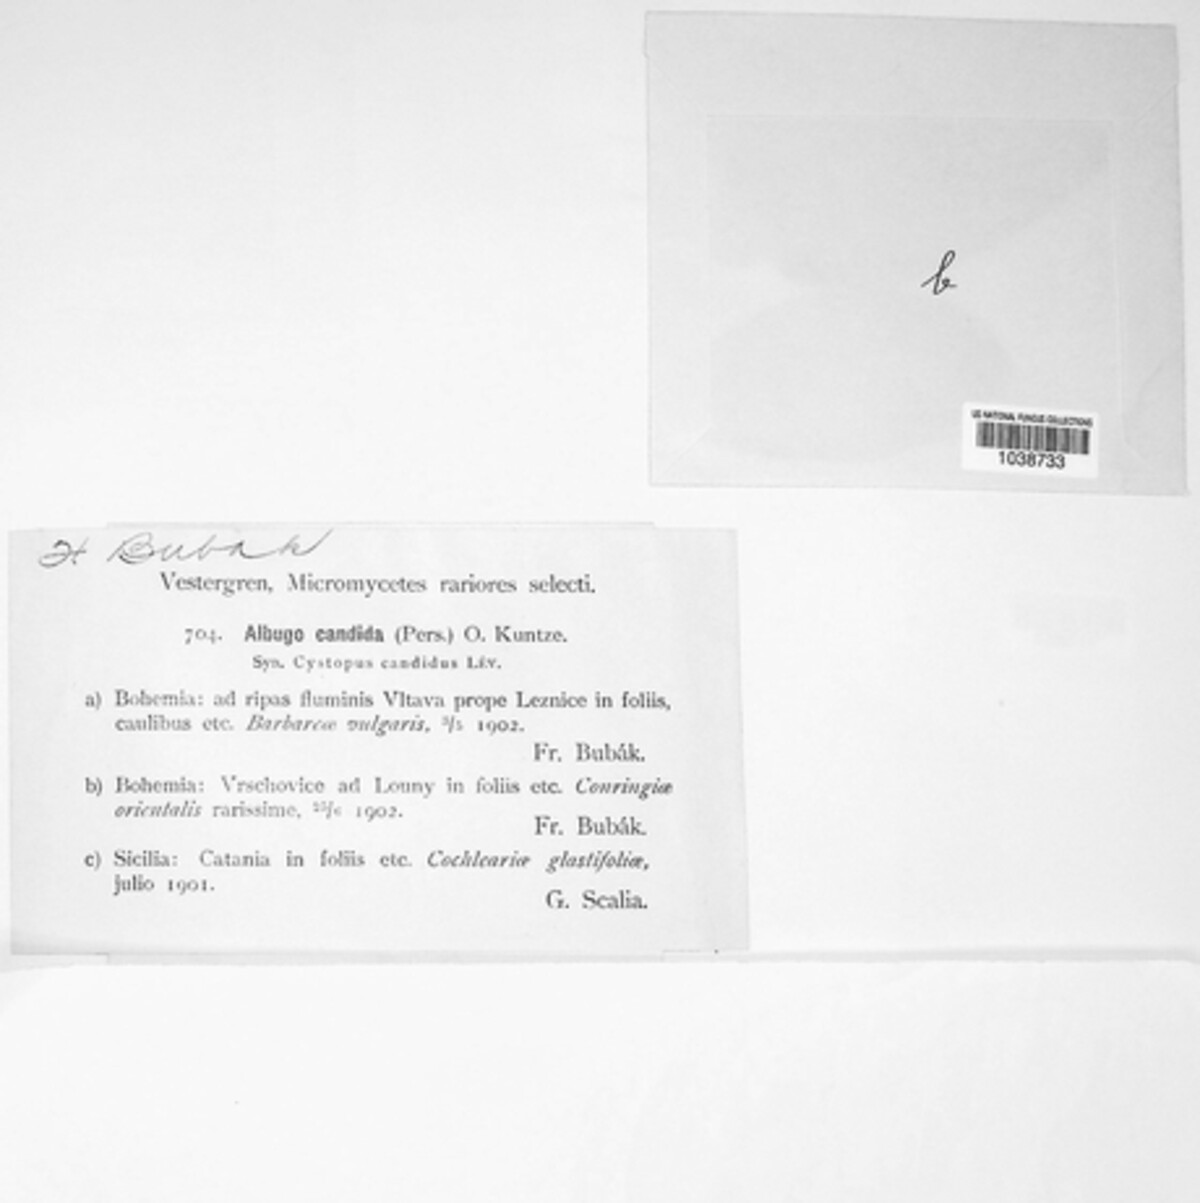 b
US NATIONAL FUNGUS COLLECTIONS
1038733
Bubák
Vestergren, Micromycetes rariores selecti.
704. Albugo candida (Pers.) O. Kuntze.
Syn. Cystopus candidus Lév.
a) Bohemia: ad ripas fluminis Vltava prope Leznice in foliis,
caulibus etc. Barbareæ vulgaris, 3/5 1902.
Fr. Bubák.
b) Bohemia: Vrschovice ad Louny in foliis etc. Conringiæ
orientalis rarissime, 25/6 1902.
Fr. Bubák.
c) Sicilia: Catania in foliis etc. Cochleariæ glastifoliæ,
julio 1901.
G. Scalia.